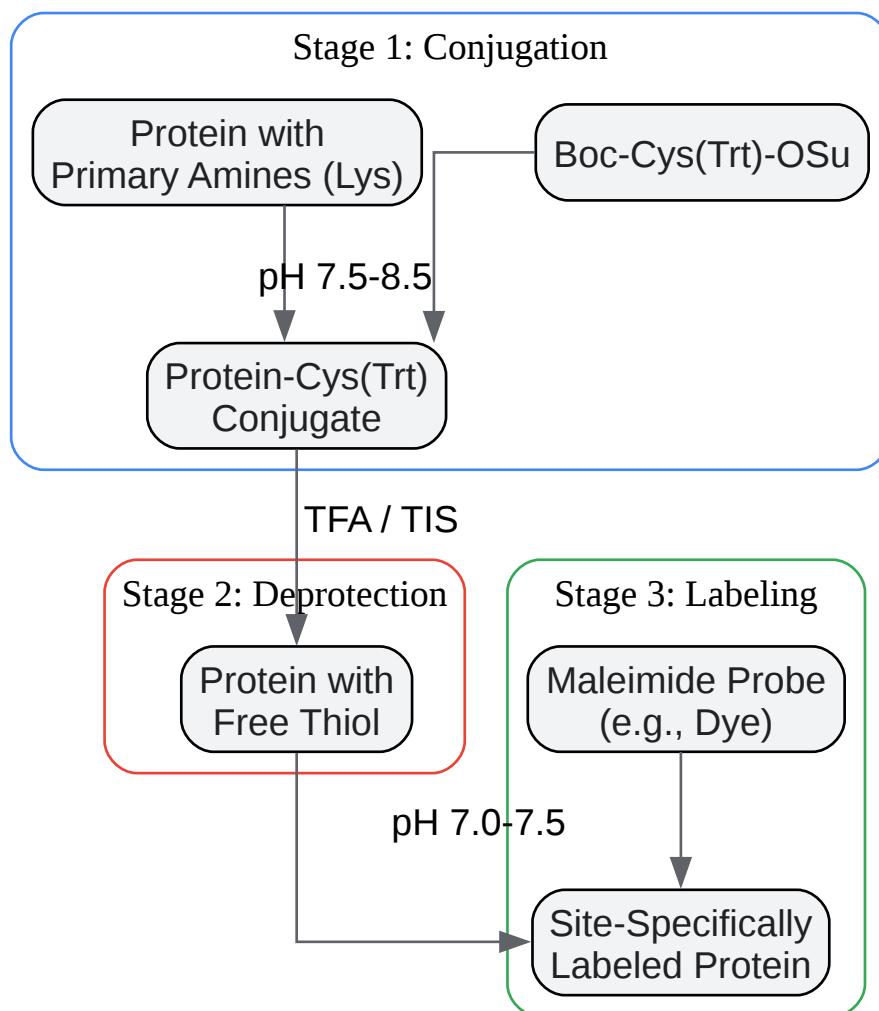 Stage 1: Conjugation
Protein with
Primary Amines (Lys)
Boc-Cys(Trt)-OSu
pH 7.5-8.5
Protein-Cys(Trt)
Conjugate
TFA / TIS
Stage 2: Deprotection
Protein with
Free Thiol
Stage 3: Labeling
Maleimide Probe
(e.g., Dye)
pH 7.0-7.5
Site-Specifically
Labeled Protein